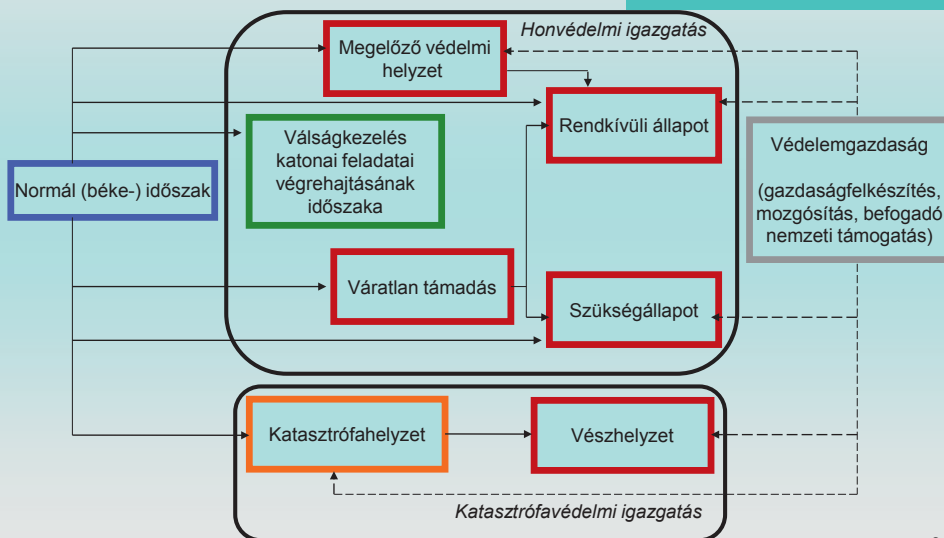 Honvédelmi igazgatás
Megelőző védelmi
helyzet
Rendkívüli állapot
Válságkezelés
katonai feladatai
végrehajtásának
időszaka
Normál (béke-) időszak
Védelemgazdaság
(gazdaságfelkészítés,
mozgósítás, befogadó
nemzeti támogatás)
Váratlan támadás
Szükségállapot
Katasztrófahelyzet
Vészhelyzet
Katasztrófavédelmi igazgatás